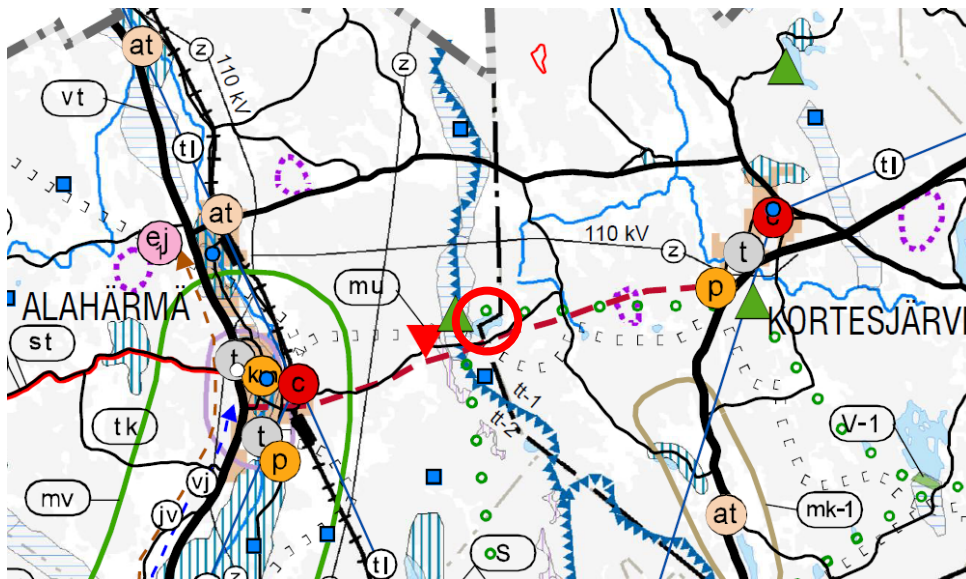 at
z
110 kV
vt
z
tl
tl
at
ej
110 kV
z
c
t
p
mu
ALAHÄRMÄ
KORTESJÄRVI
st
t
km
c
tk
t
p
tt-1
tt-2
V-1
mv
vj
jv
at
mk-1
S
tl
z